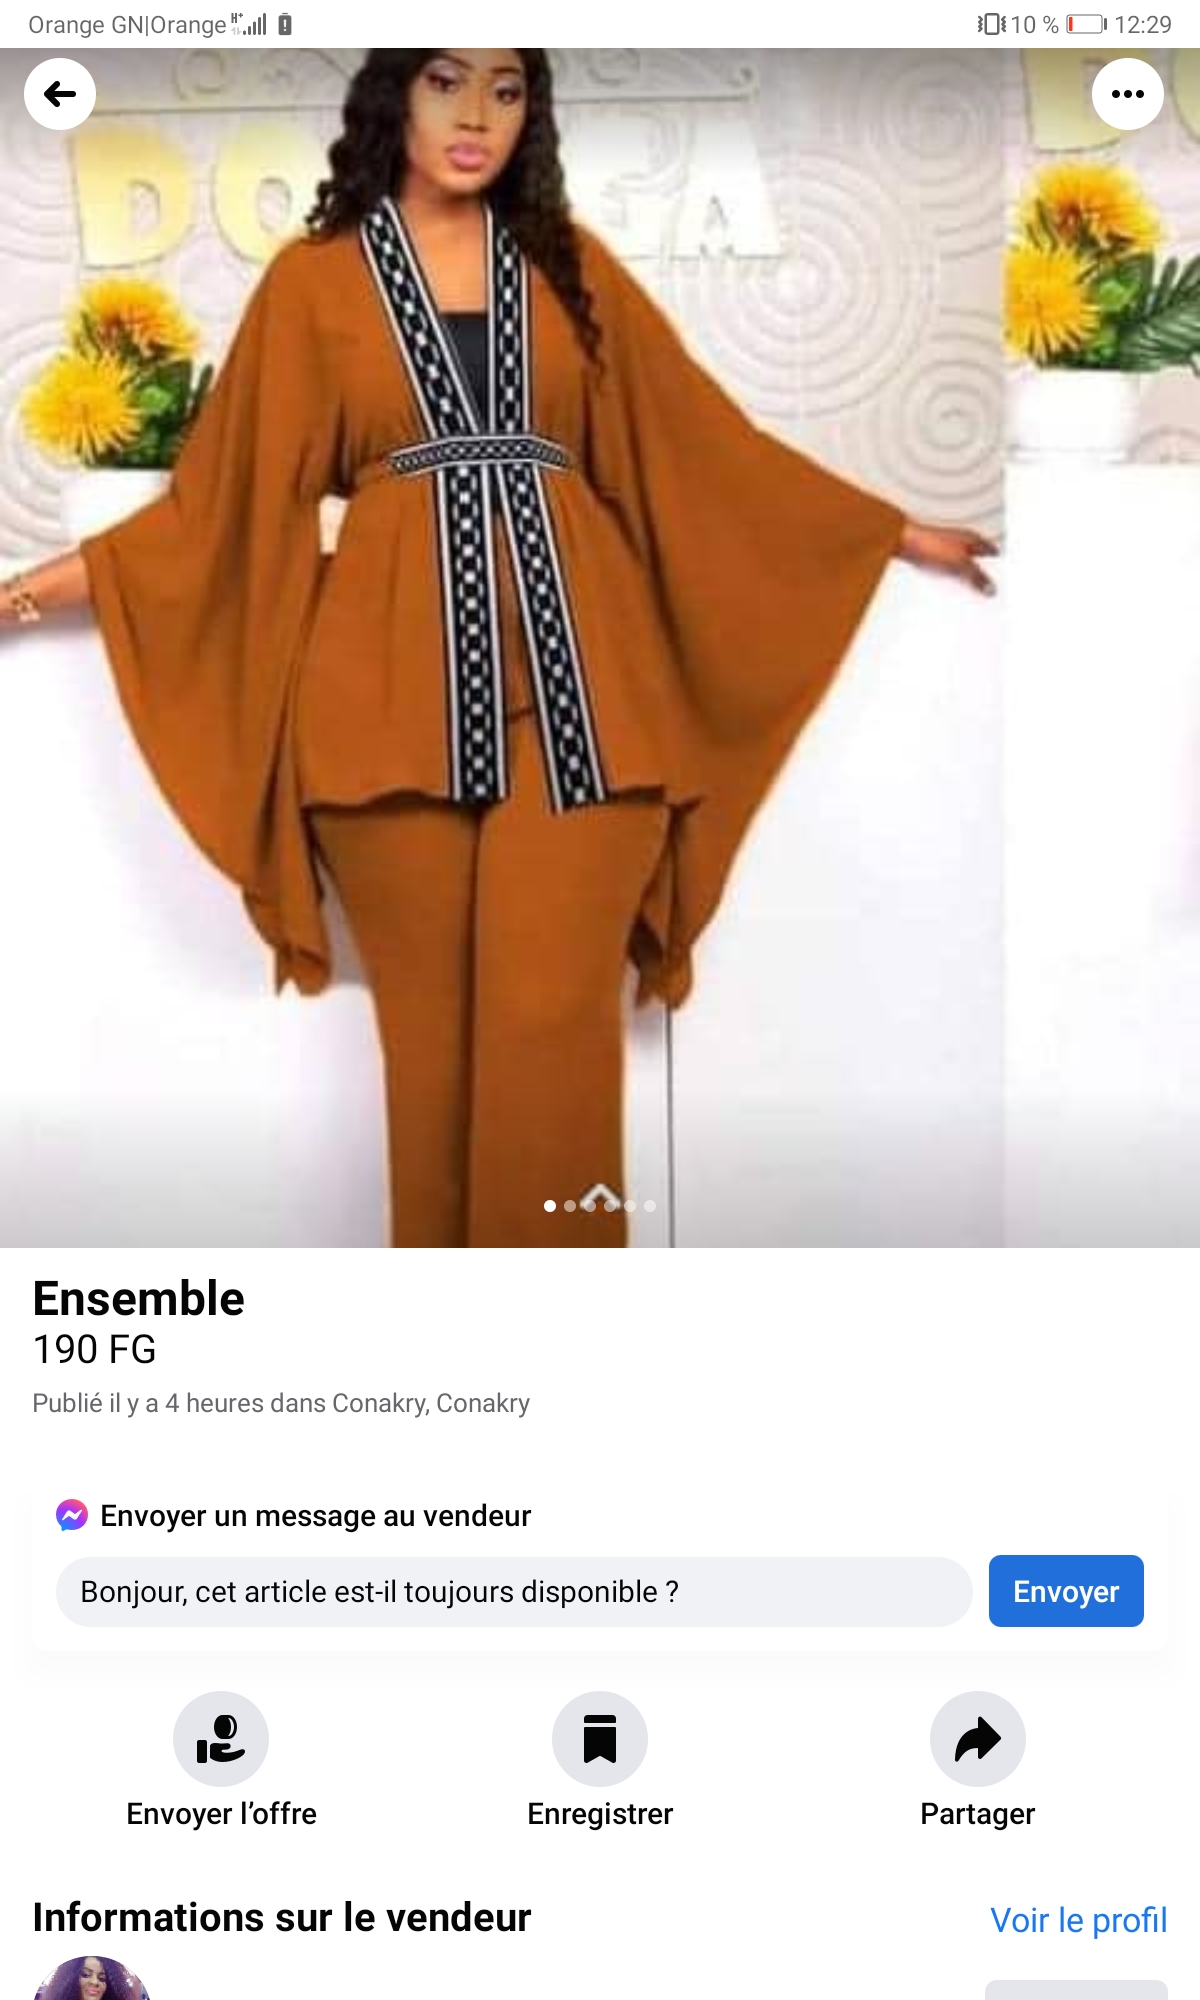 Orange GN|Orange H+ 10 % 12:29
DO
GA
Ensemble
190 FG
Publié il y a 4 heures dans Conakry, Conakry
Envoyer un message au vendeur
Bonjour, cet article est-il toujours disponible ?
Envoyer
Envoyer l’offre
Enregistrer
Partager
Informations sur le vendeur
Voir le profil